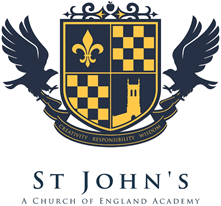 CREATIVITY RESPONSIBILITY WISDOM
ST JOHN'S
A CHURCH OF ENGLAND ACADEMY